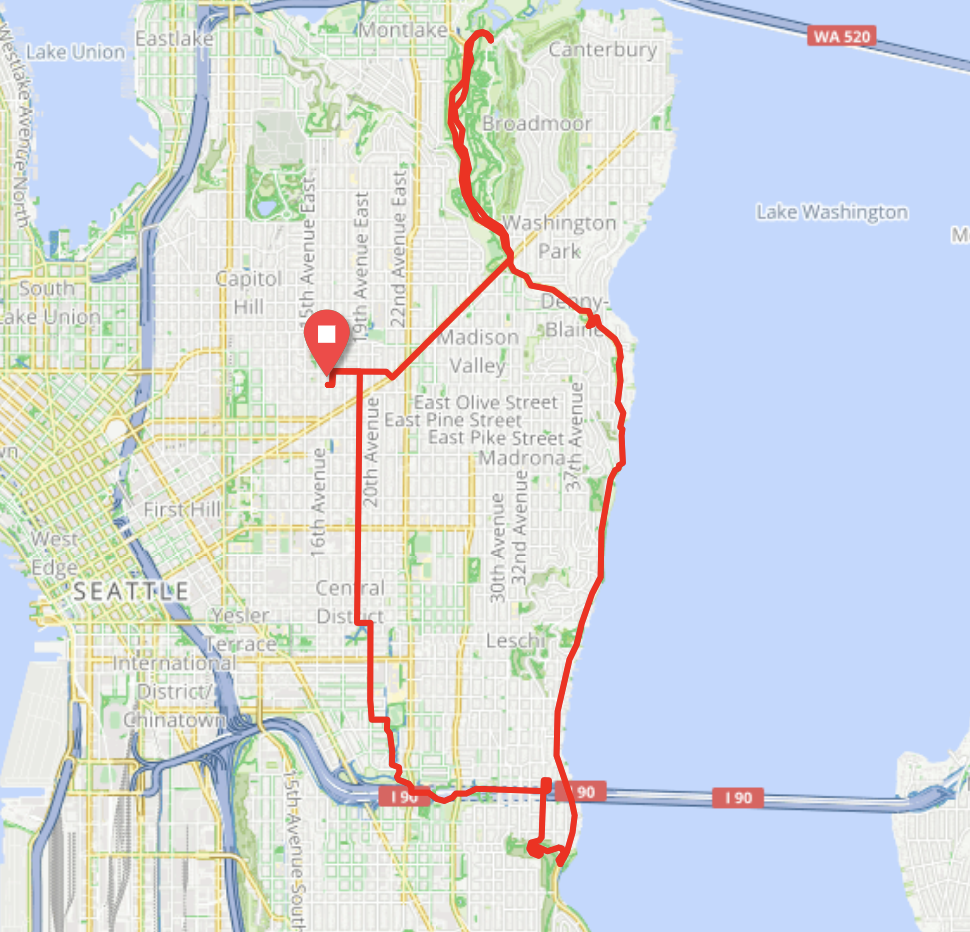 WA 520
Lake Union
Eastlake
Montlake
Canterbury
Westlake Avenue North
Broadmoor
Lake Washington
Washington
Park
15th Avenue East
19th Avenue East
22nd Avenue East
Capitol
Hill
South
Lake Union
Denny-
Blaine
Madison
Valley
East Olive Street
East Pine Street
East Pike Street
Madrona
37th Avenue
20th Avenue
16th Avenue
First Hill
30th Avenue
32nd Avenue
West
Edge
SEATTLE
Central
District
Yesler
Terrace
Leschi
International
District/
Chinatown
I 90
90
I 90
15th Avenue South